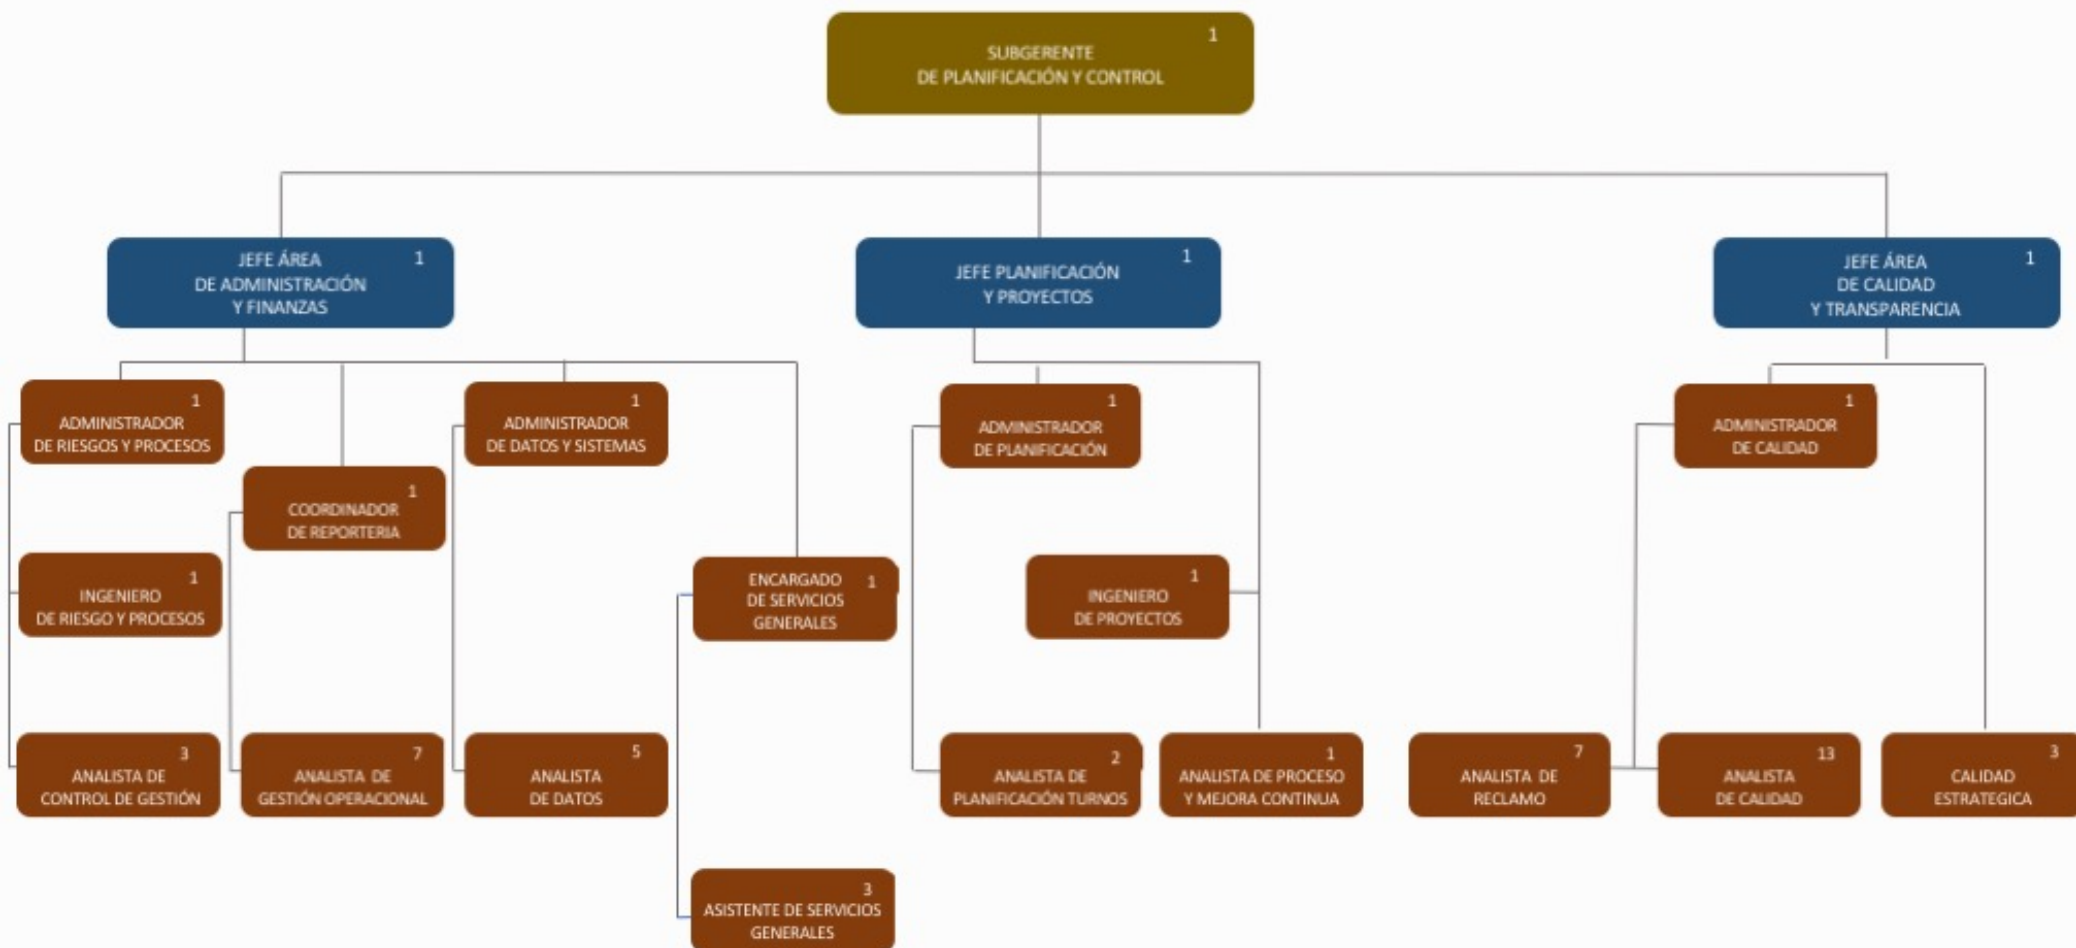 1
SUBGERENTE
DE PLANIFICACIÓN Y CONTROL
JEFE ÁREA 1
DE ADMINISTRACIÓN
Y FINANZAS
1
JEFE PLANIFICACIÓN
Y PROYECTOS
JEFE ÁREA 1
DE CALIDAD
Y TRANSPARENCIA
1
ADMINISTRADOR
DE RIESGOS Y PROCESOS
1
ADMINISTRADOR
DE DATOS Y SISTEMAS
1
ADMINISTRADOR
DE PLANIFICACIÓN
1
ADMINISTRADOR
DE CALIDAD
1
COORDINADOR
DE REPORTERIA
1
INGENIERO
DE RIESGO Y PROCESOS
ENCARGADO 1
DE SERVICIOS
GENERALES
1
INGENIERO
DE PROYECTOS
3
ANALISTA DE
CONTROL DE GESTIÓN
7
ANALISTA DE
GESTIÓN OPERACIONAL
5
ANALISTA
DE DATOS
2
ANALISTA DE
PLANIFICACIÓN TURNOS
1
ANALISTA DE PROCESO
Y MEJORA CONTINUA
7
ANALISTA DE
RECLAMO
13
ANALISTA
DE CALIDAD
3
CALIDAD
ESTRATEGICA
3
ASISTENTE DE SERVICIOS
GENERALES